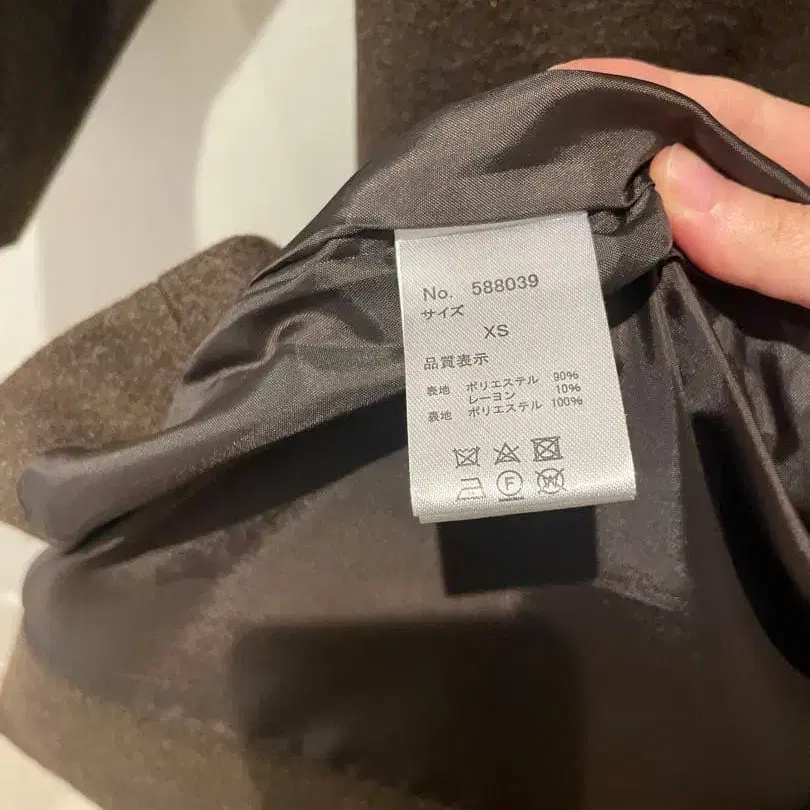 No. 588039
サイズ
XS
品質表示
表地 ポリエステル 90%
レーヨン 10%
裏地 ポリエステル 100%
F
W